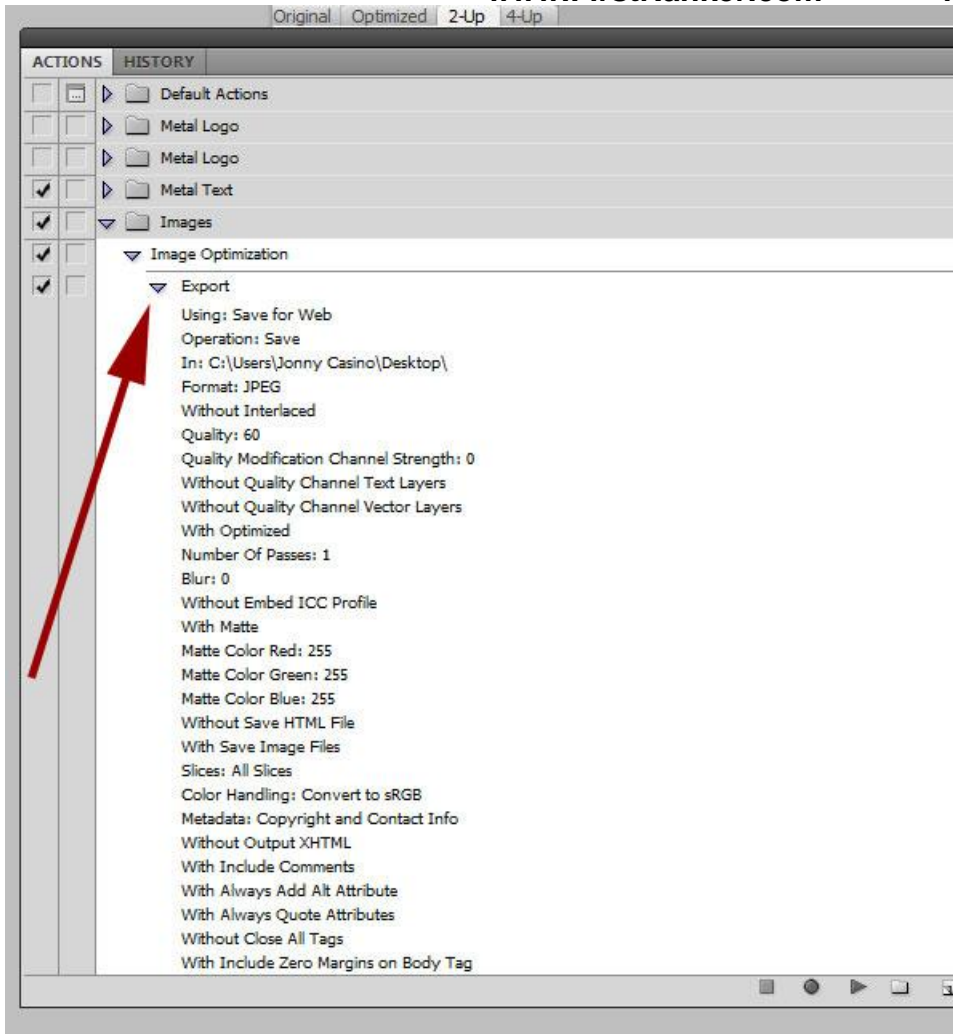 Original Optimized 2-Up 4-Up
ACTIONS HISTORY
Default Actions
Metal Logo
Metal Logo
Metal Text
Images
Image Optimization
Export
Using: Save for Web
Operation: Save
In: C:\Users\Jonny Casino\Desktop\
Format: JPEG
Without Interlaced
Quality: 60
Quality Modification Channel Strength: 0
Without Quality Channel Text Layers
Without Quality Channel Vector Layers
With Optimized
Number Of Passes: 1
Blur: 0
Without Embed ICC Profile
With Matte
Matte Color Red: 255
Matte Color Green: 255
Matte Color Blue: 255
Without Save HTML File
With Save Image Files
Slices: All Slices
Color Handling: Convert to sRGB
Metadata: Copyright and Contact Info
Without Output XHTML
With Include Comments
With Always Add Alt Attribute
With Always Quote Attributes
Without Close All Tags
With Include Zero Margins on Body Tag